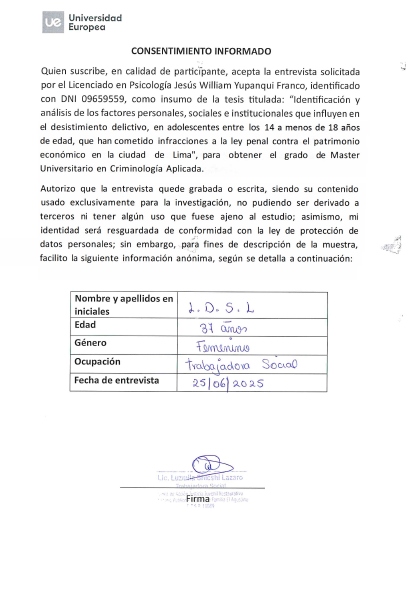 ue Universidad
Europea
CONSENTIMIENTO INFORMADO
Quien suscribe, en calidad de participante, acepta la entrevista solicitada
por el Licenciado en Psicología Jesús William Yupanqui Franco, identificado
con DNI 09659559, como insumo de la tesis titulada: “Identificación y
análisis de los factores personales, sociales e institucionales que influyen en
el desistimiento delictivo, en adolescentes entre los 14 a menos de 18 años
de edad, que han cometido infracciones a la ley penal contra el patrimonio
económico en la ciudad de Lima”, para obtener el grado de Master
Universitario en Criminología Aplicada.
Autorizo que la entrevista quede grabada o escrita, siendo su contenido
usado exclusivamente para la investigación, no pudiendo ser derivado a
terceros ni tener algún uso que fuese ajeno al estudio; asimismo, mi
identidad será resguardada de conformidad con la ley de protección de
datos personales; sin embargo, para fines de descripción de la muestra,
facilito la siguiente información anónima, según se detalla a continuación:
Nombre y apellidos en iniciales L. D. S. L
Edad 37 años
Género Femenino
Ocupación Trabajadora Social
Fecha de entrevista 25/06/2025
Lazaro
Trabajadora Social
Firma